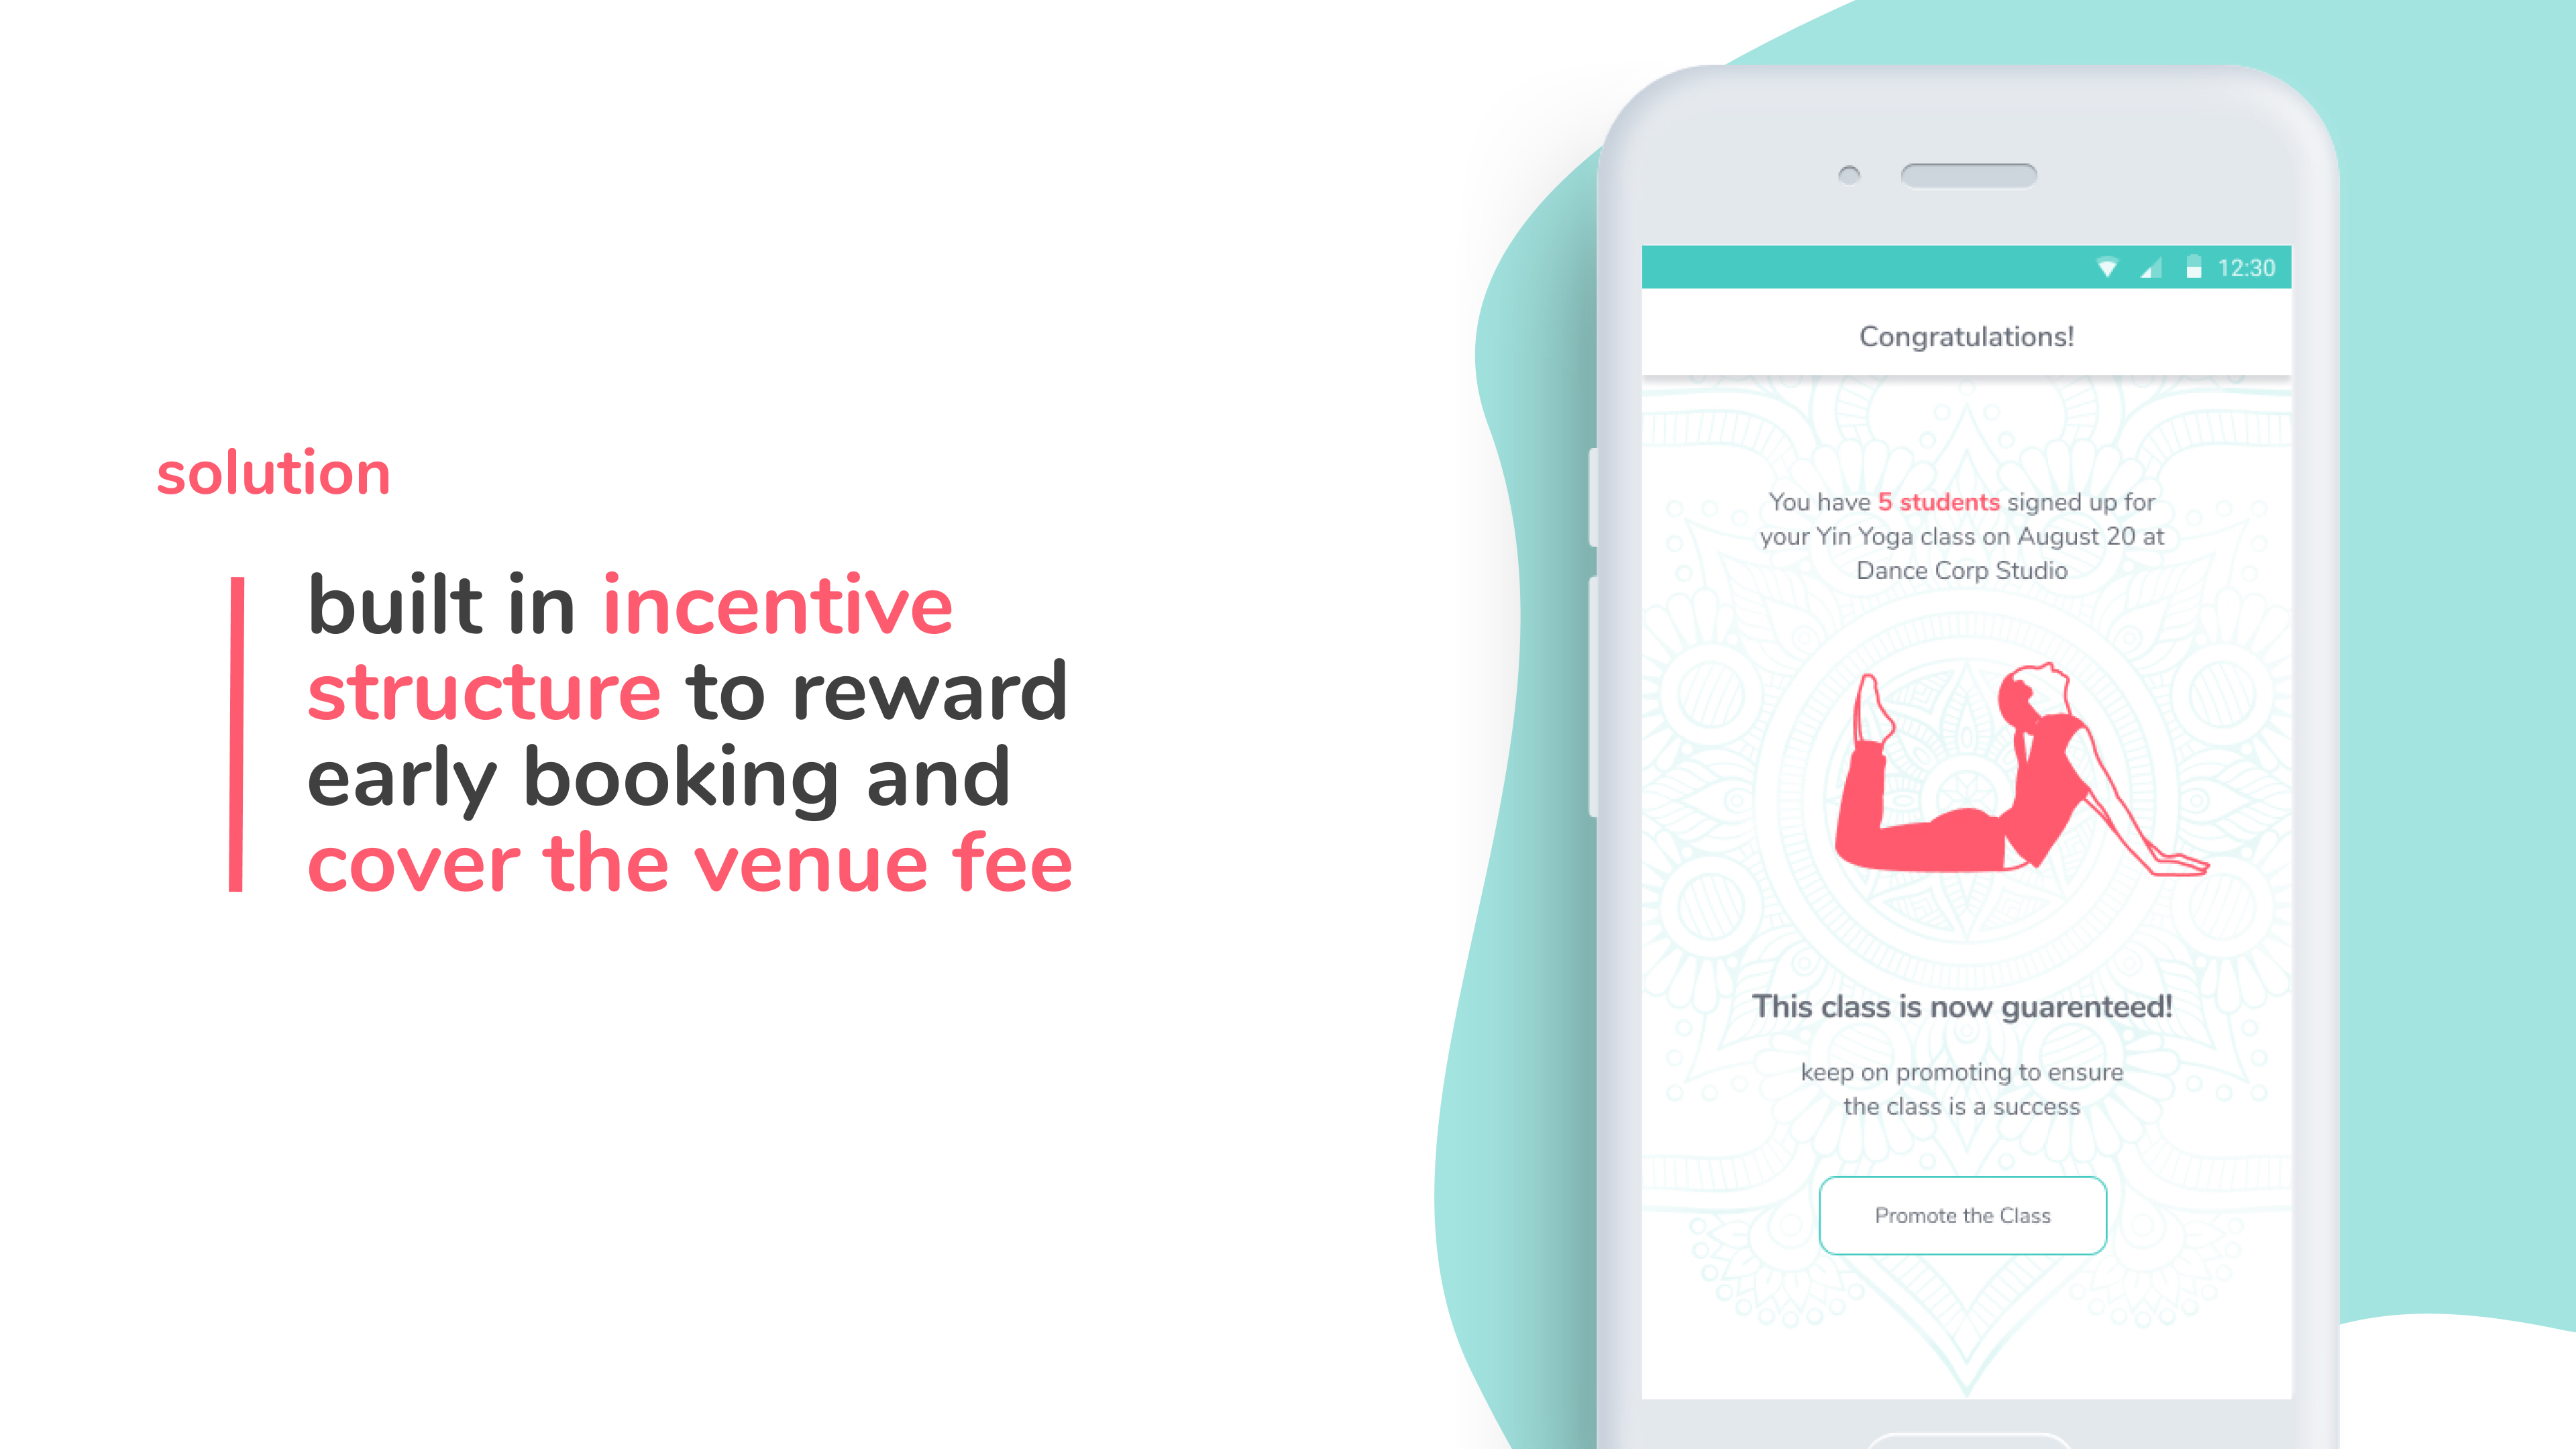 solution
built in incentive
structure to reward
early booking and
cover the venue fee
12:30
Congratulations!
You have 5 students signed up for
your Yin Yoga class on August 20 at
Dance Corp Studio
This class is now guarenteed!
keep on promoting to ensure
the class is a success
Promote the Class